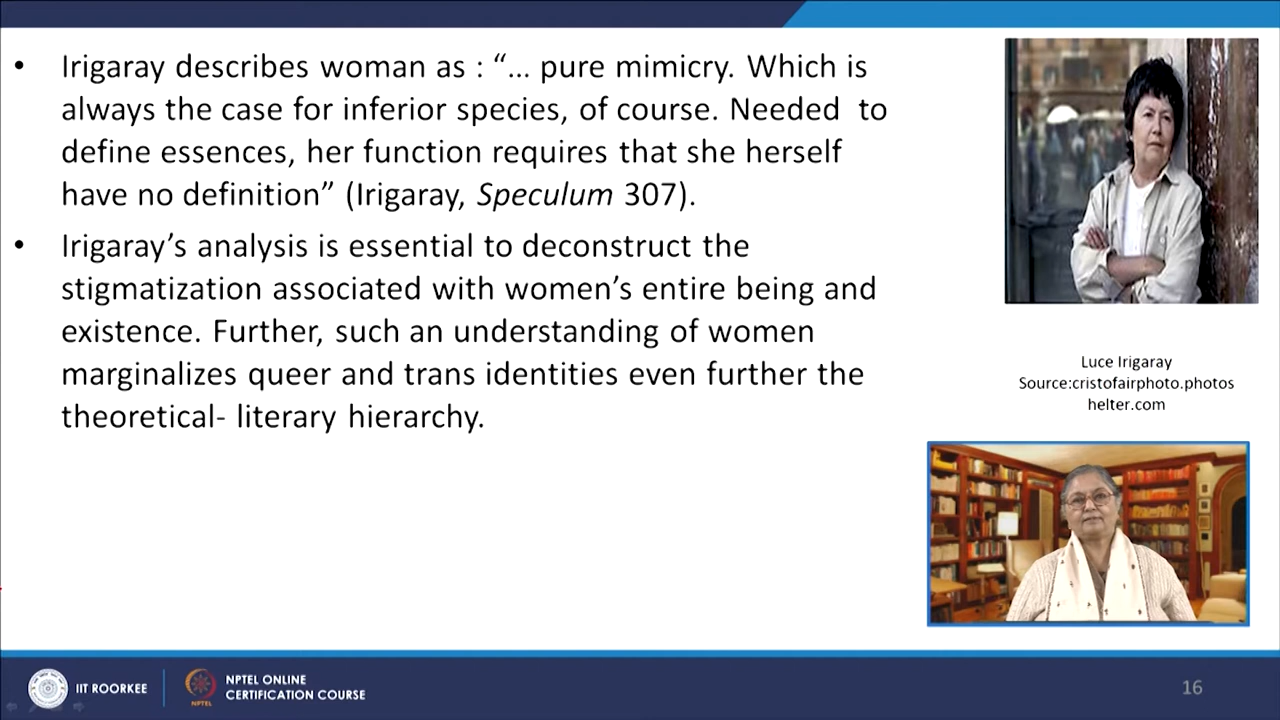 • Irigaray describes woman as : “... pure mimicry. Which is
always the case for inferior species, of course. Needed to
define essences, her function requires that she herself
have no definition” (Irigaray, Speculum 307).
• Irigaray’s analysis is essential to deconstruct the
stigmatization associated with women’s entire being and
existence. Further, such an understanding of women
marginalizes queer and trans identities even further the
theoretical- literary hierarchy.
Luce Irigaray
Source:cristofairphoto.photos
helter.com
IIT ROORKEE
NPTEL
NPTEL ONLINE
CERTIFICATION COURSE
16